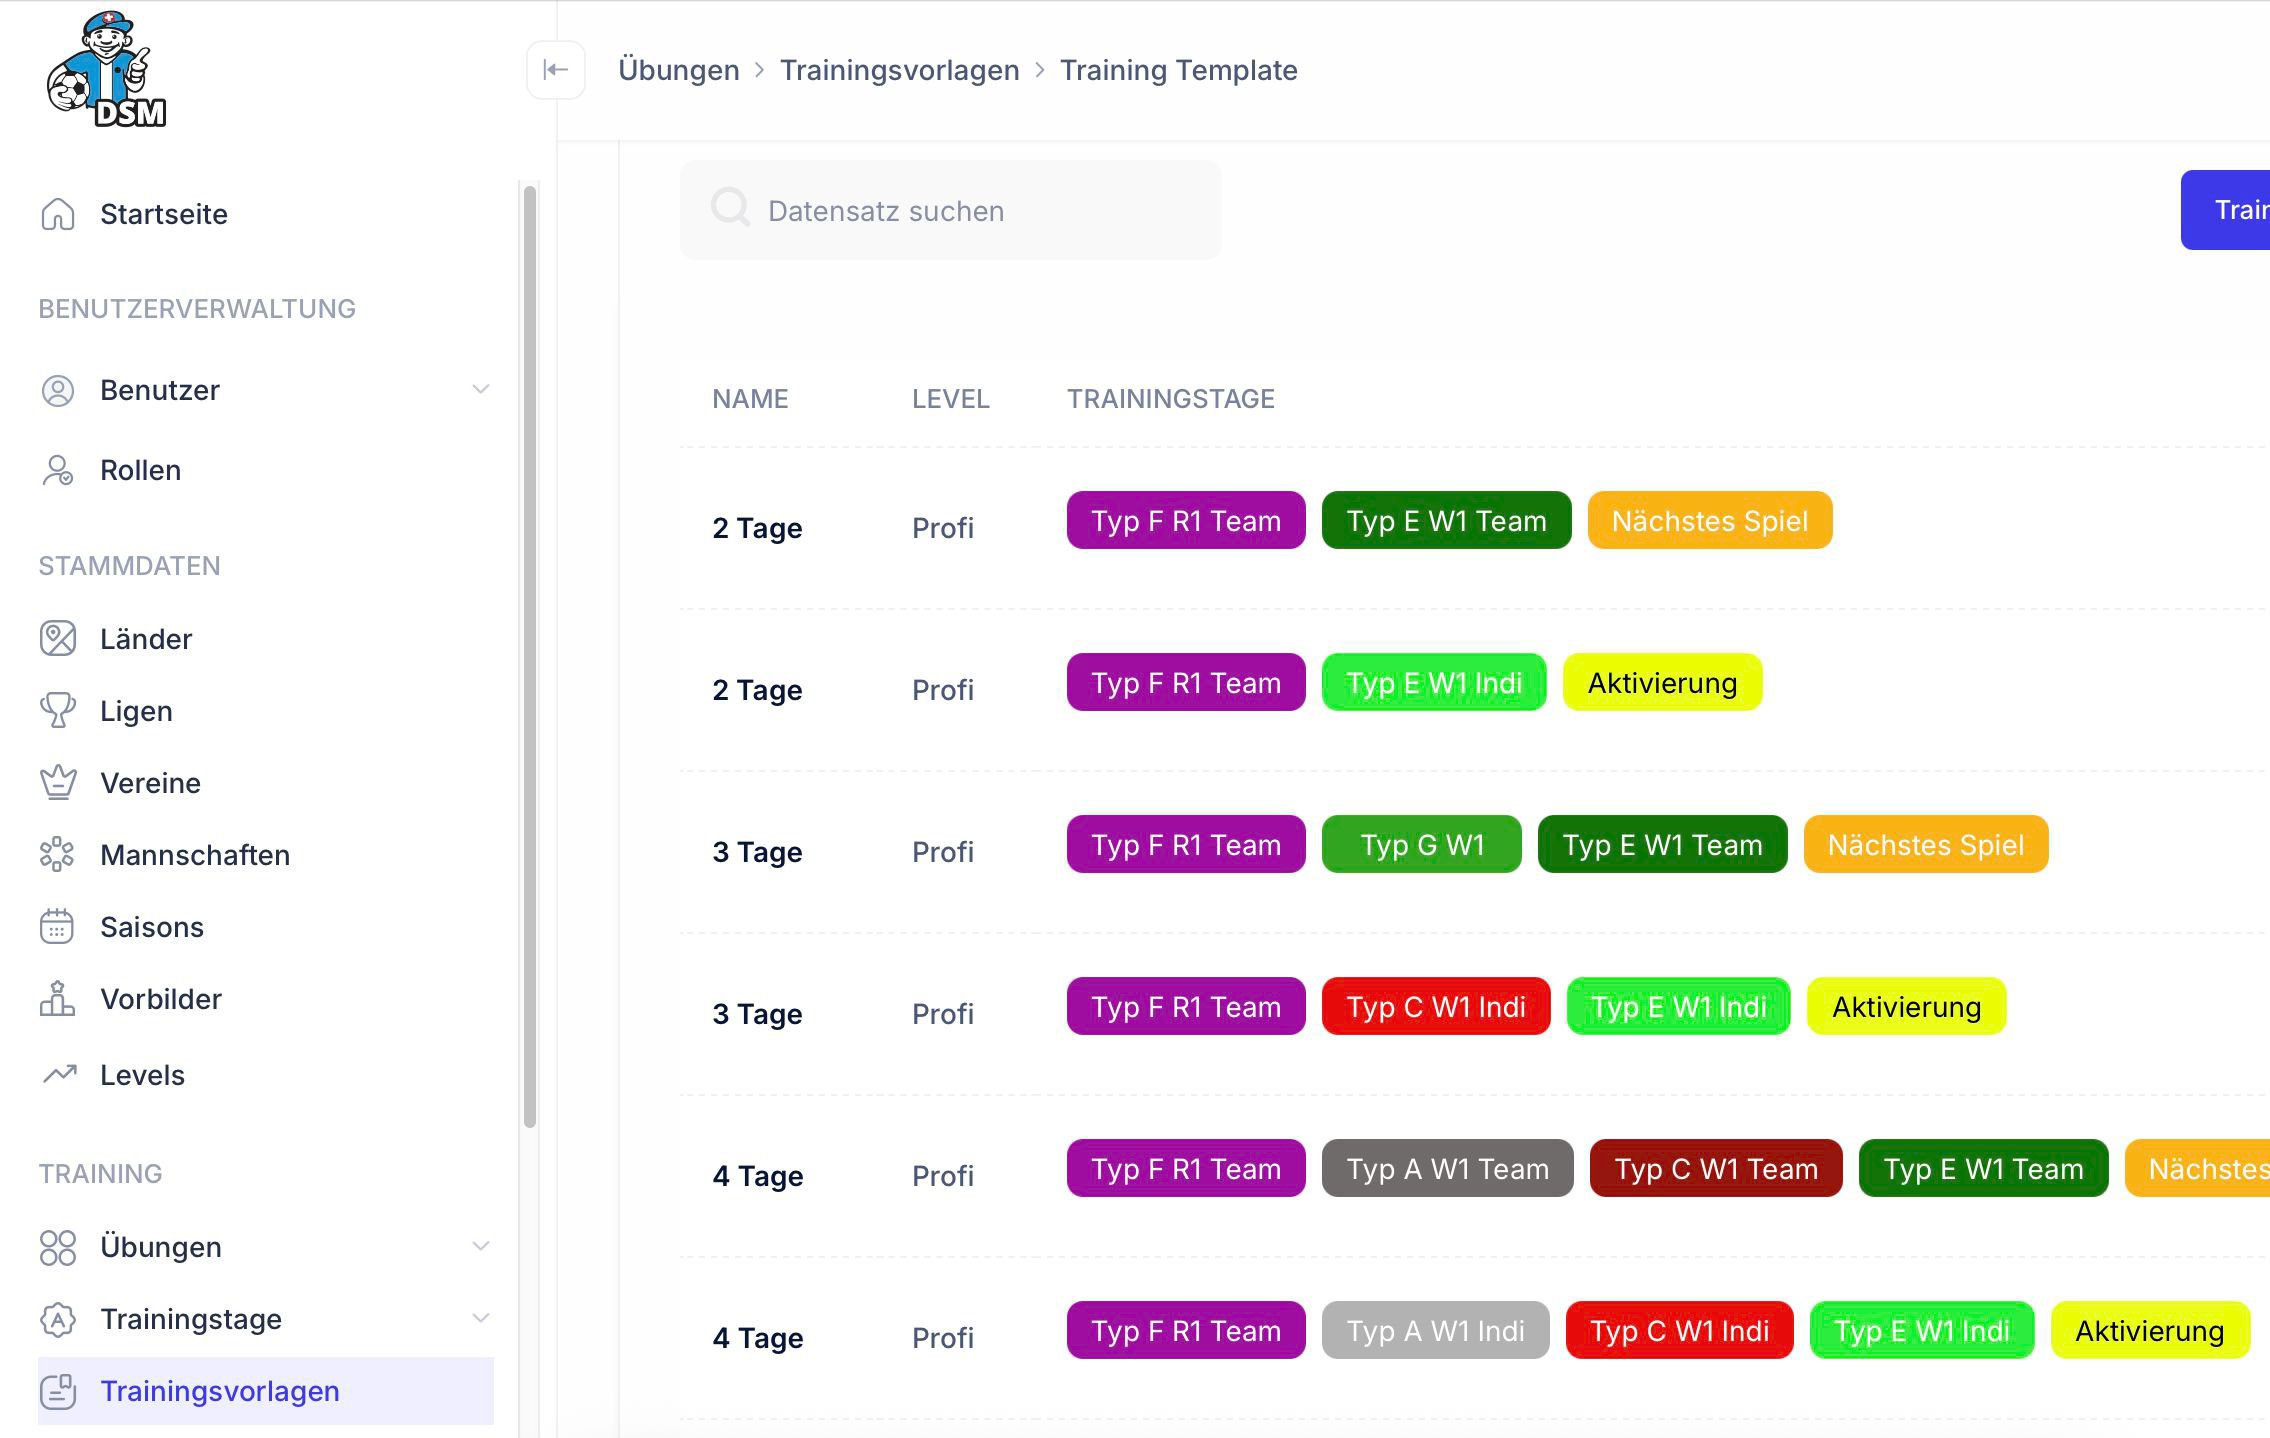 DSM
Übungen > Trainingsvorlagen > Training Template
Startseite
BENUTZERVERWALTUNG
Benutzer
Rollen
STAMMDATEN
Länder
Ligen
Vereine
Mannschaften
Saisons
Vorbilder
Levels
TRAINING
Übungen
Trainingstage
Trainingsvorlagen
Datensatz suchen
NAME LEVEL TRAININGSTAGE
2 Tage Profi Typ F R1 Team Typ E W1 Team Nächstes Spiel
2 Tage Profi Typ F R1 Team Typ E W1 Indi Aktivierung
3 Tage Profi Typ F R1 Team Typ G W1 Typ E W1 Team Nächstes Spiel
3 Tage Profi Typ F R1 Team Typ C W1 Indi Typ E W1 Indi Aktivierung
4 Tage Profi Typ F R1 Team Typ A W1 Team Typ C W1 Team Typ E W1 Team Nächstes
4 Tage Profi Typ F R1 Team Typ A W1 Indi Typ C W1 Indi Typ E W1 Indi Aktivierung